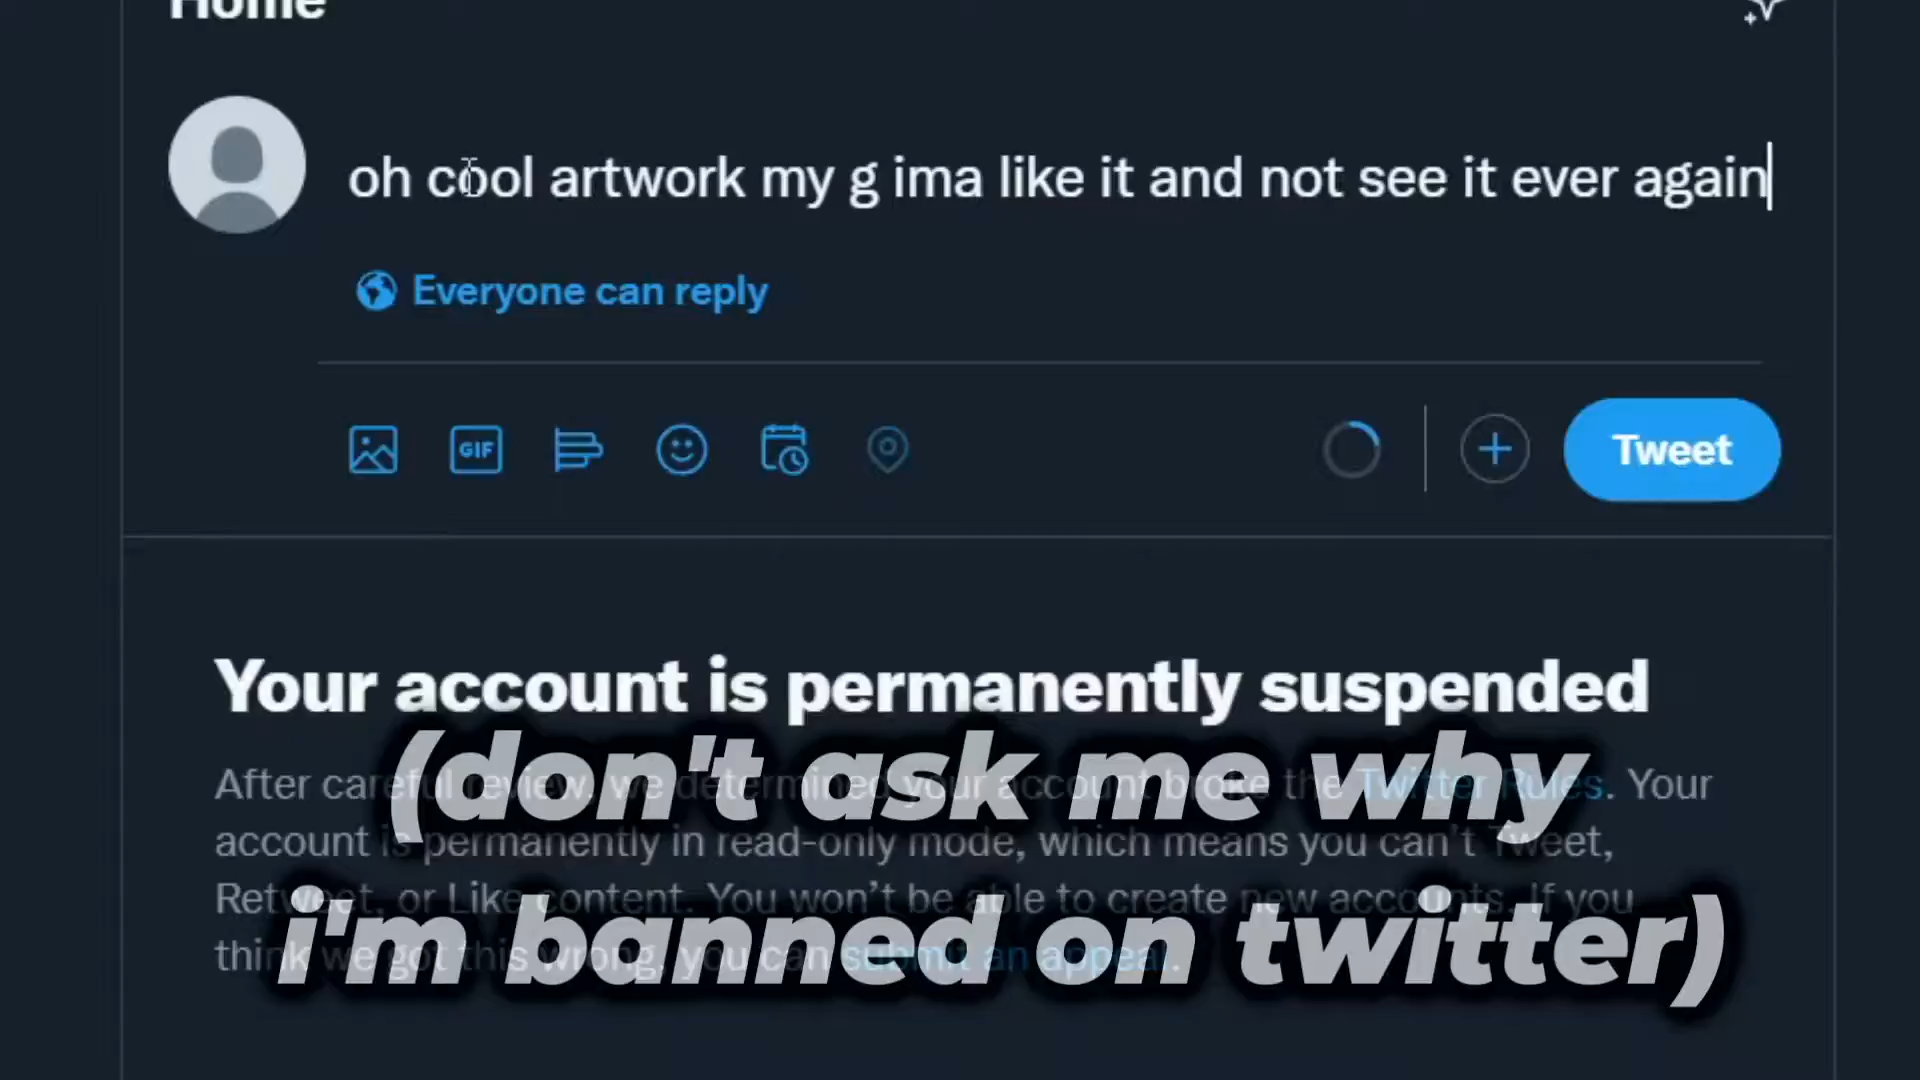 Home
oh cool artwork my g ima like it and not see it ever again
Everyone can reply
GIF
Tweet
Your account is permanently suspended
After careful review, we determined your account broke the Twitter Rules. Your
account is permanently in read-only mode, which means you can't Tweet,
Retweet, or Like content. You won't be able to create new accounts. If you
think we got this wrong, you can submit an appeal.
(don't ask me why
i'm banned on twitter)